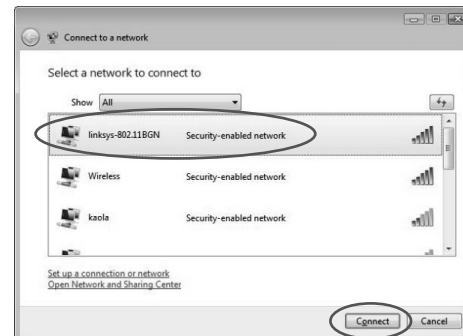 Connect to a network
Select a network to connect to
Show All
linksys-802.11BGN Security-enabled network
Wireless Security-enabled network
kaola Security-enabled network
Set up a connection or network
Open Network and Sharing Center
Connect Cancel